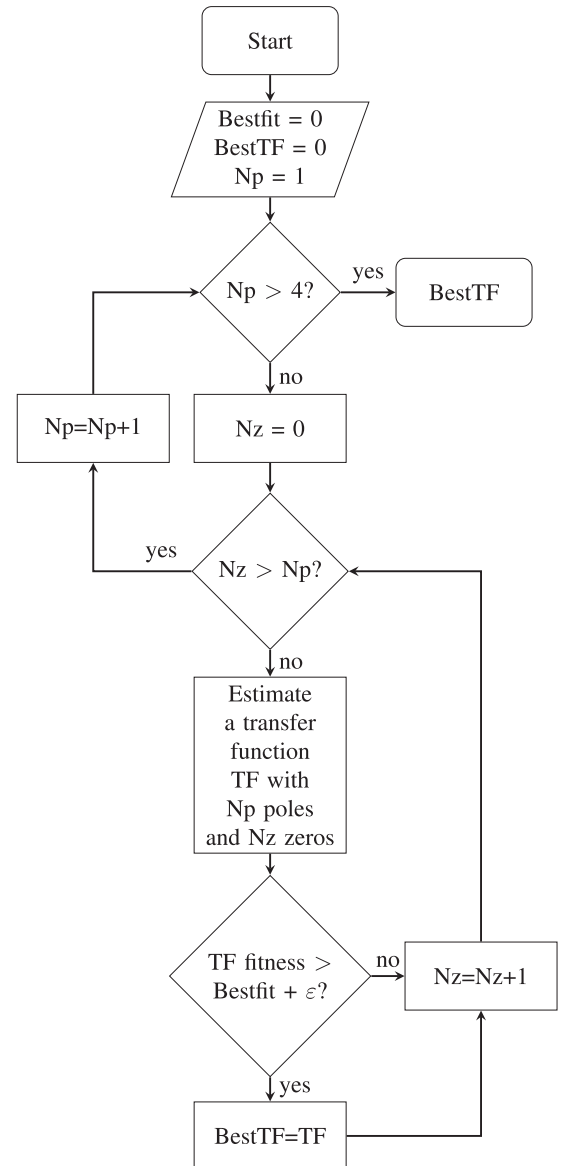 Start
Bestfit = 0
BestTF = 0
Np = 1
Np > 4?
yes
BestTF
no
Np=Np+1
Nz = 0
yes
Nz > Np?
no
Estimate
a transfer
function
TF with
Np poles
and Nz zeros
TF fitness >
Bestfit + ε?
no
Nz=Nz+1
yes
BestTF=TF